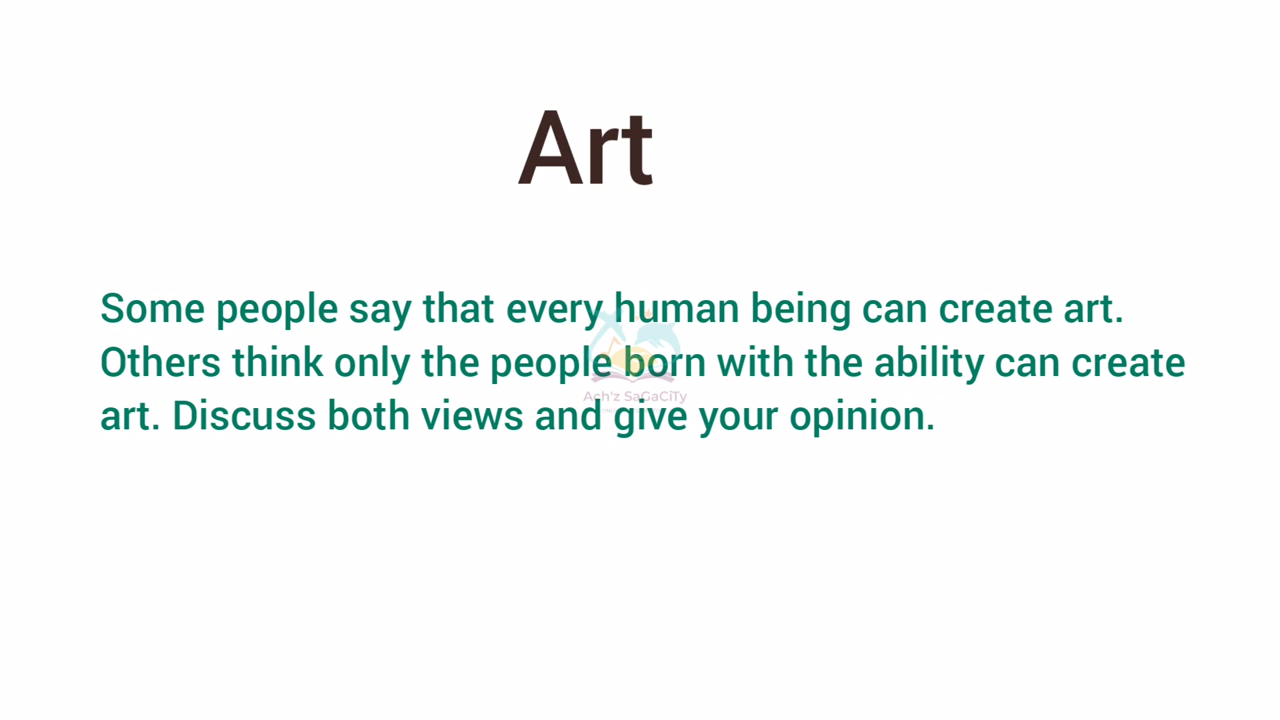 Art
Some people say that every human being can create art.
Others think only the people born with the ability can create
art. Discuss both views and give your opinion.
Ach'z SaGaCiTy